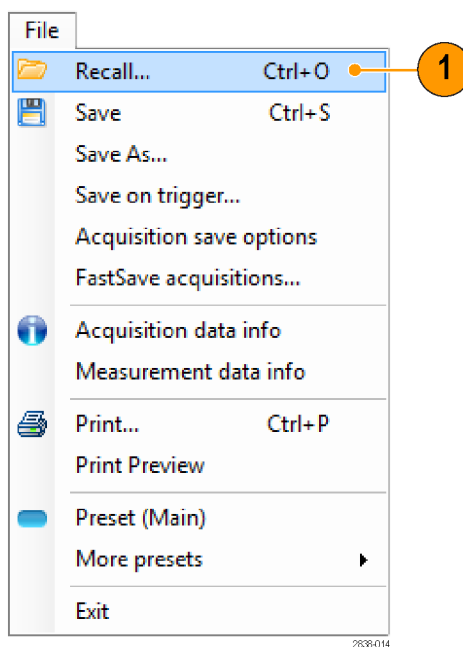 File
Recall... Ctrl+O 1
Save Ctrl+S
Save As...
Save on trigger...
Acquisition save options
FastSave acquisitions...
Acquisition data info
Measurement data info
Print... Ctrl+P
Print Preview
Preset (Main)
More presets
Exit
2838-014